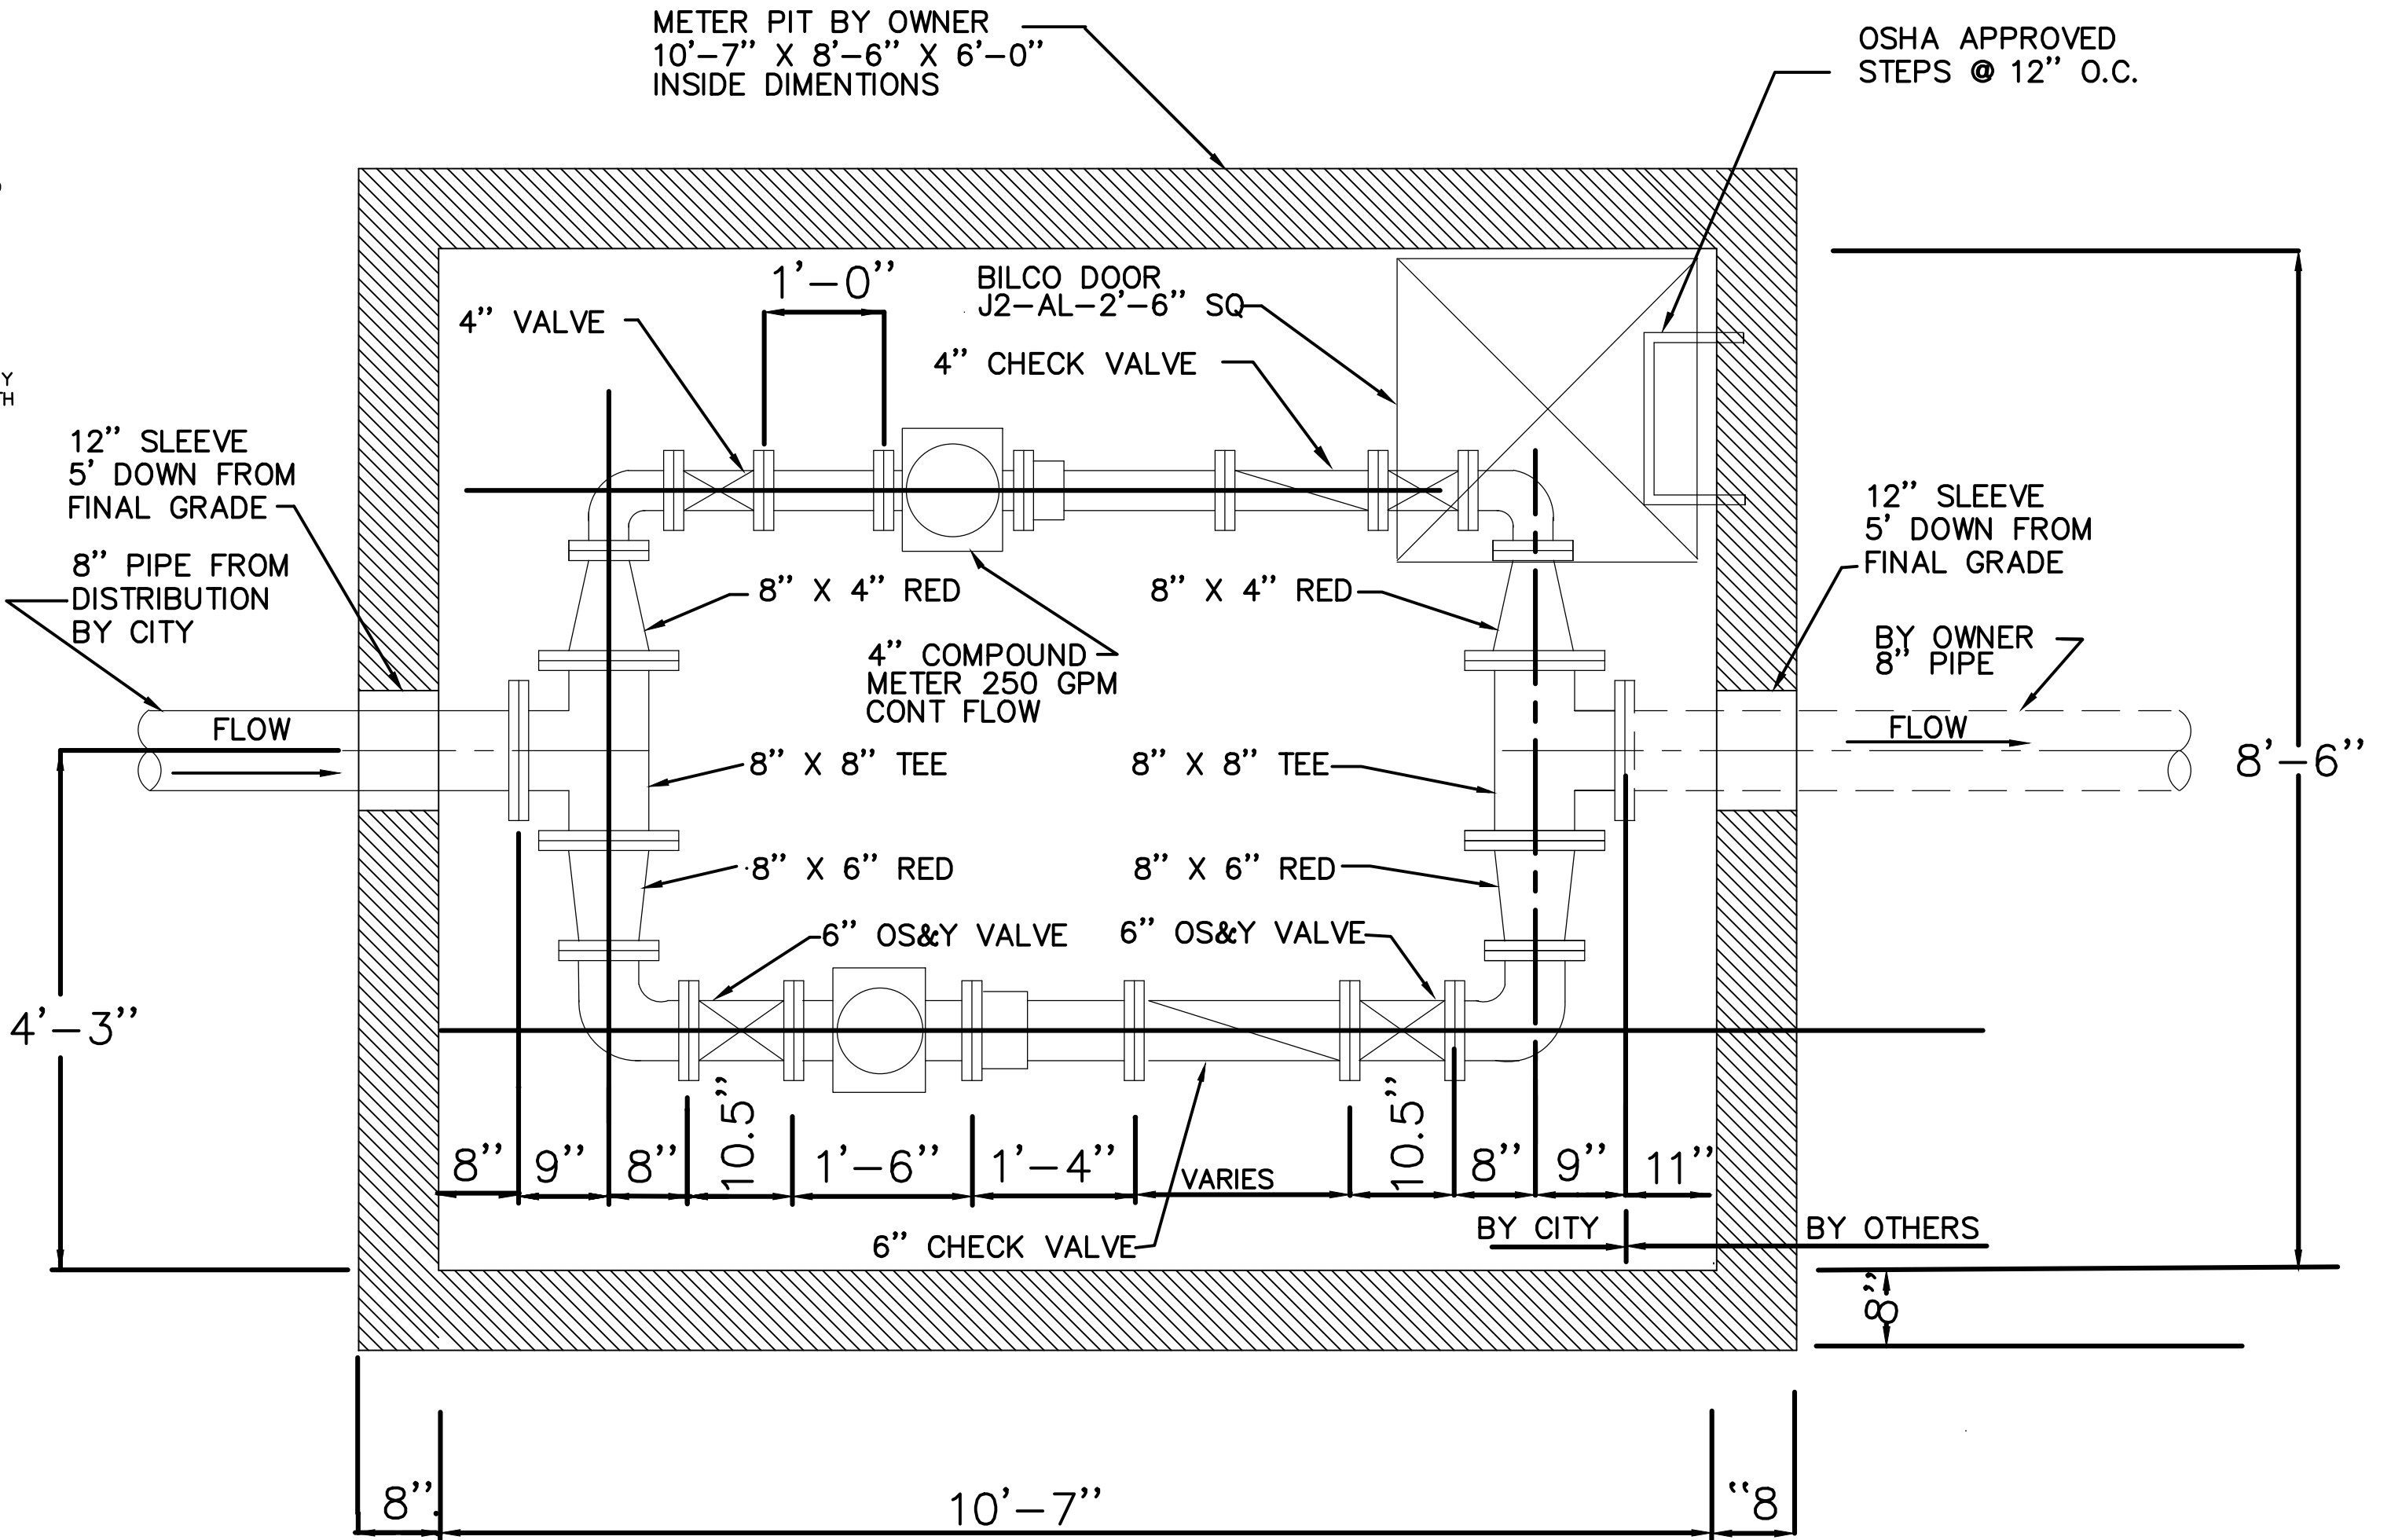 METER PIT BY OWNER
10'-7" X 8'-6" X 6'-0"
INSIDE DIMENTIONS
OSHA APPROVED
STEPS @ 12" O.C.
Y
TH
1'-0"
BILCO DOOR
J2-AL-2'-6" SQ
4" VALVE
4" CHECK VALVE
12" SLEEVE
5' DOWN FROM
FINAL GRADE
8" PIPE FROM
DISTRIBUTION
BY CITY
12" SLEEVE
5' DOWN FROM
FINAL GRADE
8" X 4" RED
8" X 4" RED
4" COMPOUND
METER 250 GPM
CONT FLOW
BY OWNER
8" PIPE
FLOW
FLOW
8" X 8" TEE
8" X 8" TEE
8'-6"
8" X 6" RED
8" X 6" RED
6" OS&Y VALVE
6" OS&Y VALVE
4'-3"
8"
9"
8"
10.5"
1'-6"
1'-4"
VARIES
10.5"
8"
9"
11"
6" CHECK VALVE
BY CITY
BY OTHERS
8"
8"
10'-7"
"8